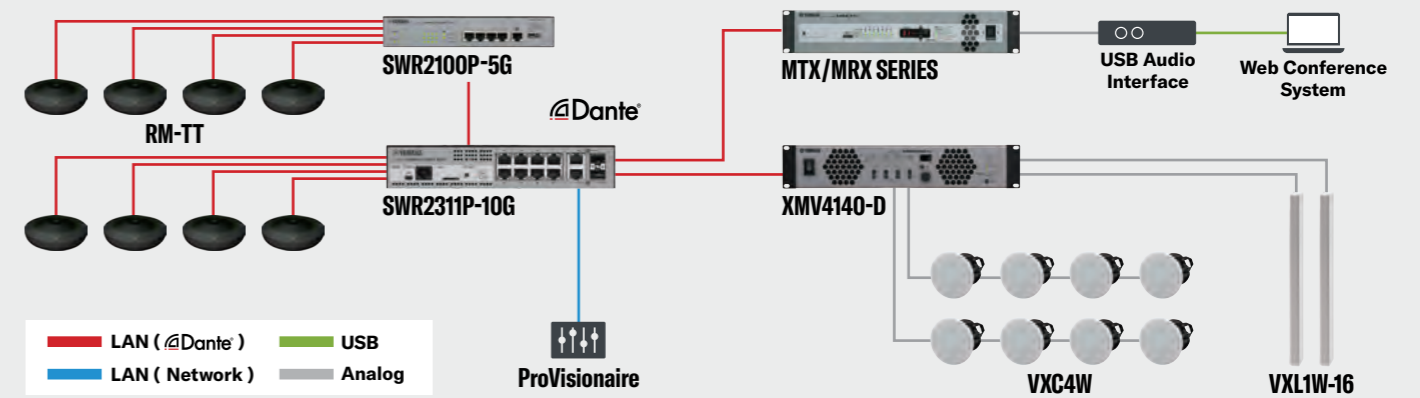 SWR2100P-5G
RM-TT
Dante®
SWR2311P-10G
MTX/MRX SERIES
USB Audio
Interface
Web Conference
System
XMV4140-D
VXC4W
VXL1W-16
ProVisionaire
LAN ( Dante® )
USB
LAN ( Network )
Analog